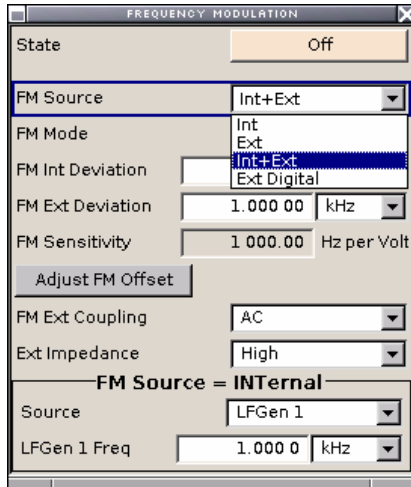 FREQUENCY MODULATION
State Off
FM Source Int+Ext
FM Mode Int
Ext
Int+Ext
FM Int Deviation
Ext Digital
FM Ext Deviation 1.000 00 kHz
FM Sensitivity 1 000.00 Hz per Volt
Adjust FM Offset
FM Ext Coupling AC
Ext Impedance High
FM Source = INTernal
Source LFGen 1
LFGen 1 Freq 1.000 0 kHz